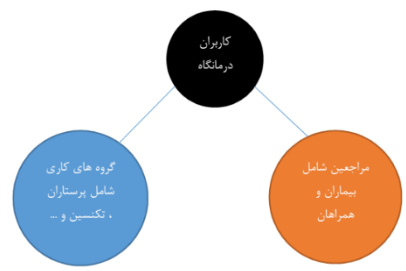 کاربران
درمانگاه
مراجعین شامل
بیماران و
همراهان
گروه های کاری
شامل پرستاران
، تکنسین و ...